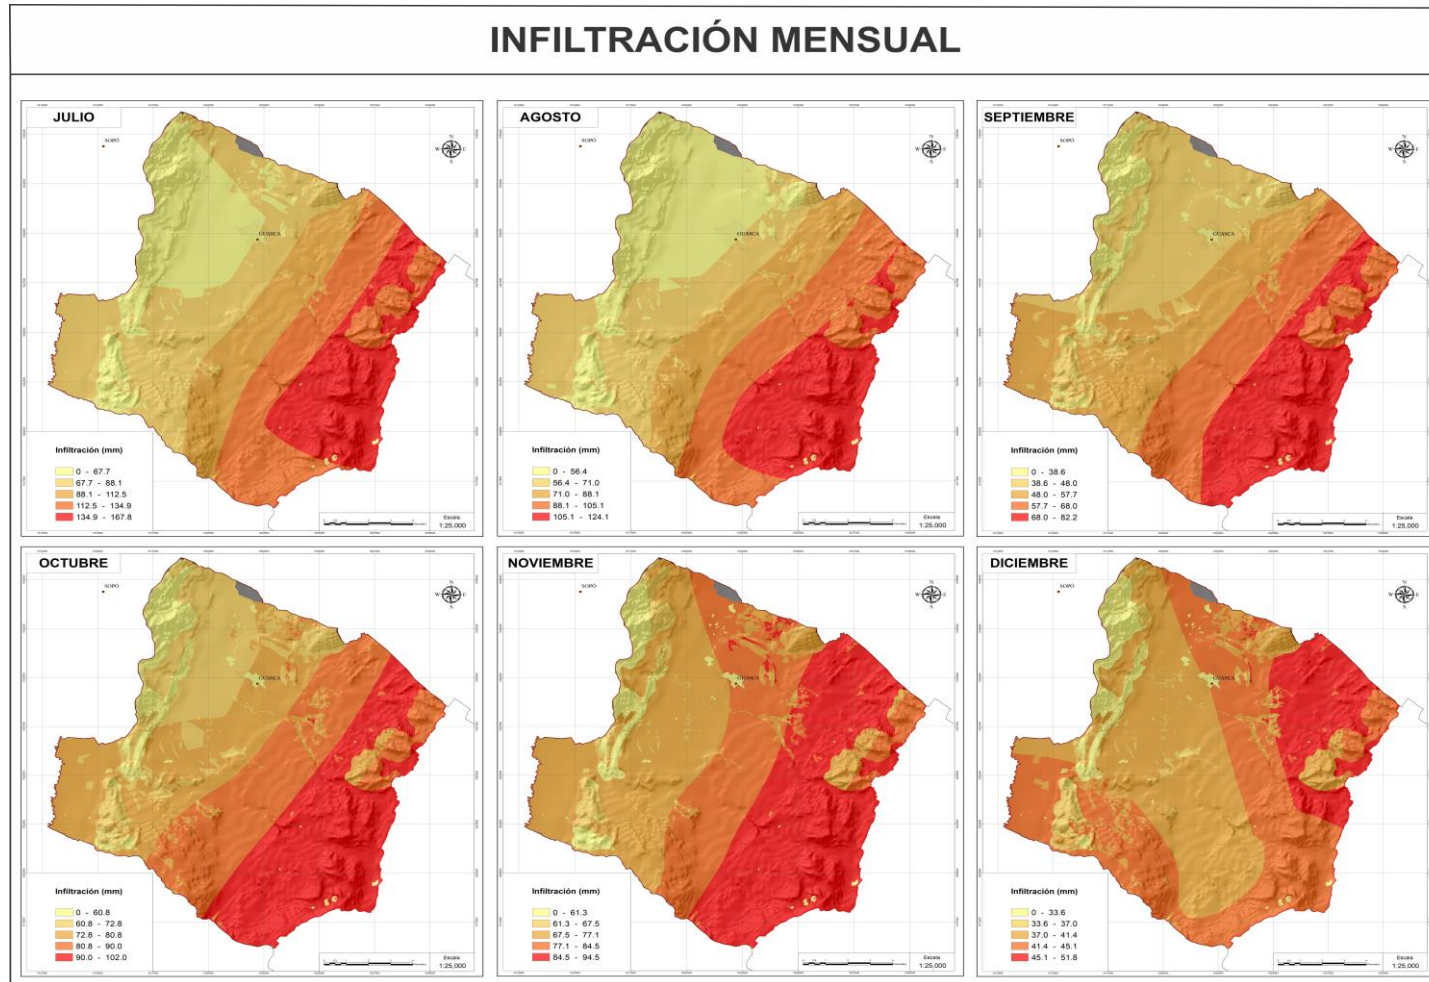 INFILTRACIÓN MENSUAL
JULIO
SOPÓ
N
W E
S
GUASCA
Infiltración (mm)
0 - 67.7
67.7 - 88.1
88.1 - 112.5
112.5 - 134.9
134.9 - 167.8
Escala
1:25,000
AGOSTO
SOPÓ
N
W E
S
GUASCA
Infiltración (mm)
0 - 56.4
56.4 - 71.0
71.0 - 88.1
88.1 - 105.1
105.1 - 124.1
Escala
1:25,000
SEPTIEMBRE
SOPÓ
N
W E
S
GUASCA
Infiltración (mm)
0 - 38.6
38.6 - 48.0
48.0 - 57.7
57.7 - 68.0
68.0 - 82.2
Escala
1:25,000
OCTUBRE
SOPÓ
N
W E
S
GUASCA
Infiltración (mm)
0 - 60.8
60.8 - 72.8
72.8 - 80.8
80.8 - 90.0
90.0 - 102.0
Escala
1:25,000
NOVIEMBRE
SOPÓ
N
W E
S
GUASCA
Infiltración (mm)
0 - 61.3
61.3 - 67.5
67.5 - 77.1
77.1 - 84.5
84.5 - 94.5
Escala
1:25,000
DICIEMBRE
SOPÓ
N
W E
S
GUASCA
Infiltración (mm)
0 - 33.6
33.6 - 37.0
37.0 - 41.4
41.4 - 45.1
45.1 - 51.8
Escala
1:25,000